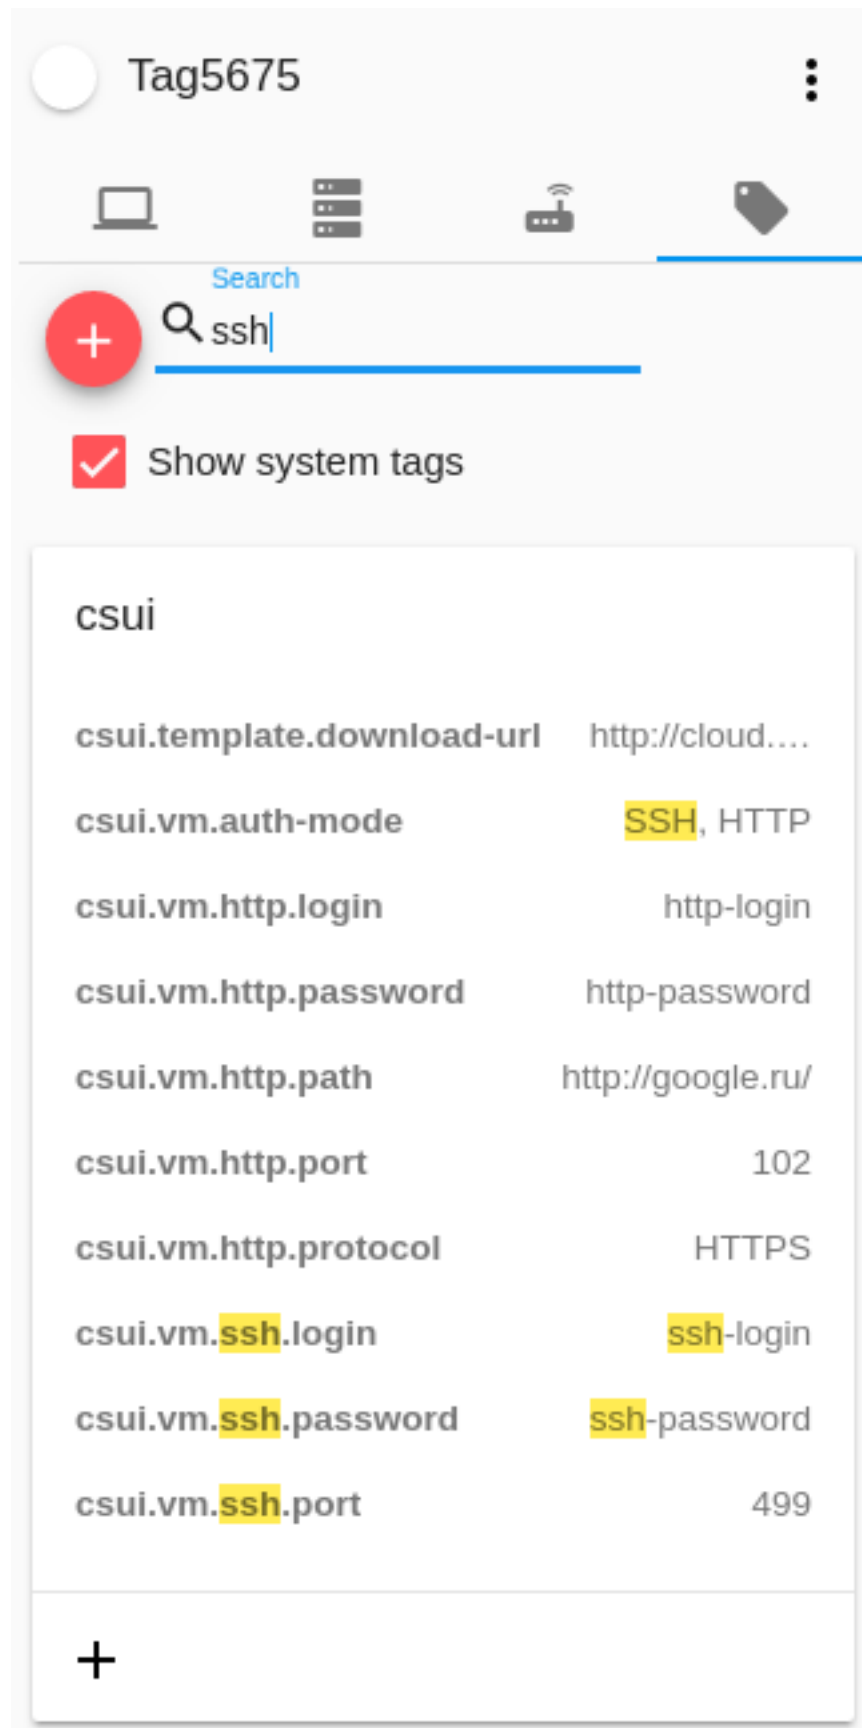 Tag5675
Search
ssh
Show system tags
csui
csui.template.download-url http://cloud....
csui.vm.auth-mode SSH, HTTP
csui.vm.http.login http-login
csui.vm.http.password http-password
csui.vm.http.path http://google.ru/
csui.vm.http.port 102
csui.vm.http.protocol HTTPS
csui.vm.ssh.login ssh-login
csui.vm.ssh.password ssh-password
csui.vm.ssh.port 499